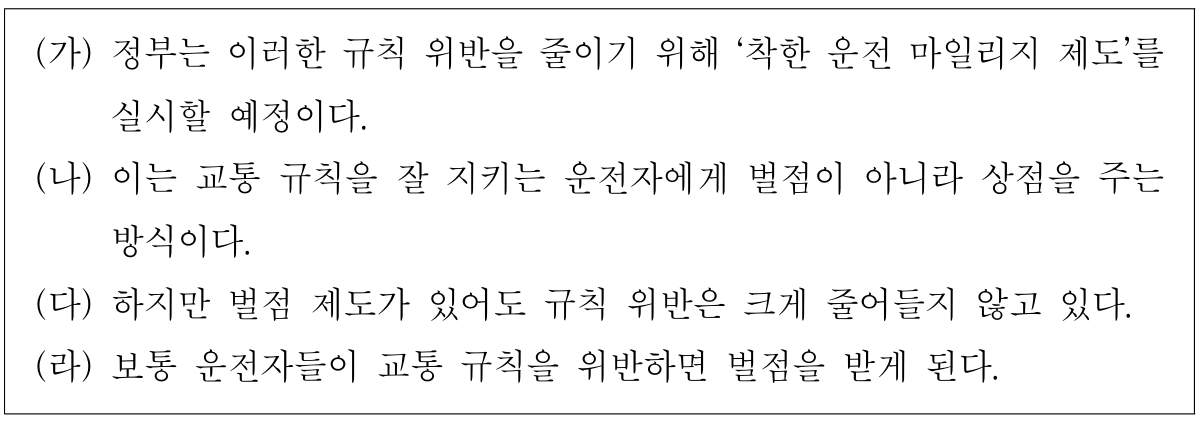 (가) 정부는 이러한 규칙 위반을 줄이기 위해 ‘착한 운전 마일리지 제도’를
실시할 예정이다.
(나) 이는 교통 규칙을 잘 지키는 운전자에게 벌점이 아니라 상점을 주는
방식이다.
(다) 하지만 벌점 제도가 있어도 규칙 위반은 크게 줄어들지 않고 있다.
(라) 보통 운전자들이 교통 규칙을 위반하면 벌점을 받게 된다.